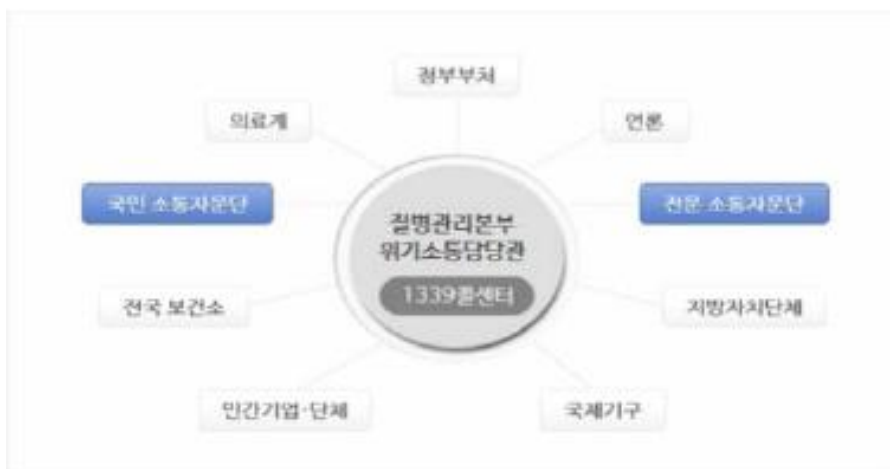 정부부처
의료계
언론
국민 소통자문단
전문 소통자문단
질병관리본부
위기소통담당관
1339콜센터
전국 보건소
지방자치단체
민간기업·단체
국제기구